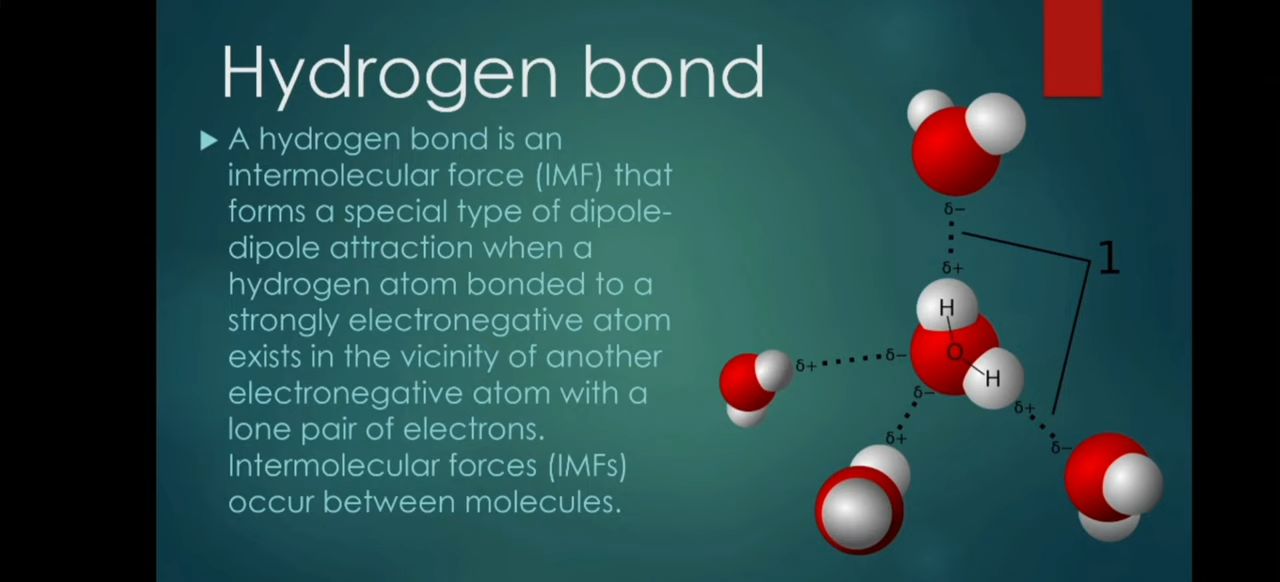 Hydrogen bond
A hydrogen bond is an
intermolecular force (IMF) that
forms a special type of dipole-
dipole attraction when a
hydrogen atom bonded to a
strongly electronegative atom
exists in the vicinity of another
electronegative atom with a
lone pair of electrons.
Intermolecular forces (IMFs)
occur between molecules.
δ−
1
δ+
H
O
δ+ δ−
H
δ−
δ+
δ+
δ−